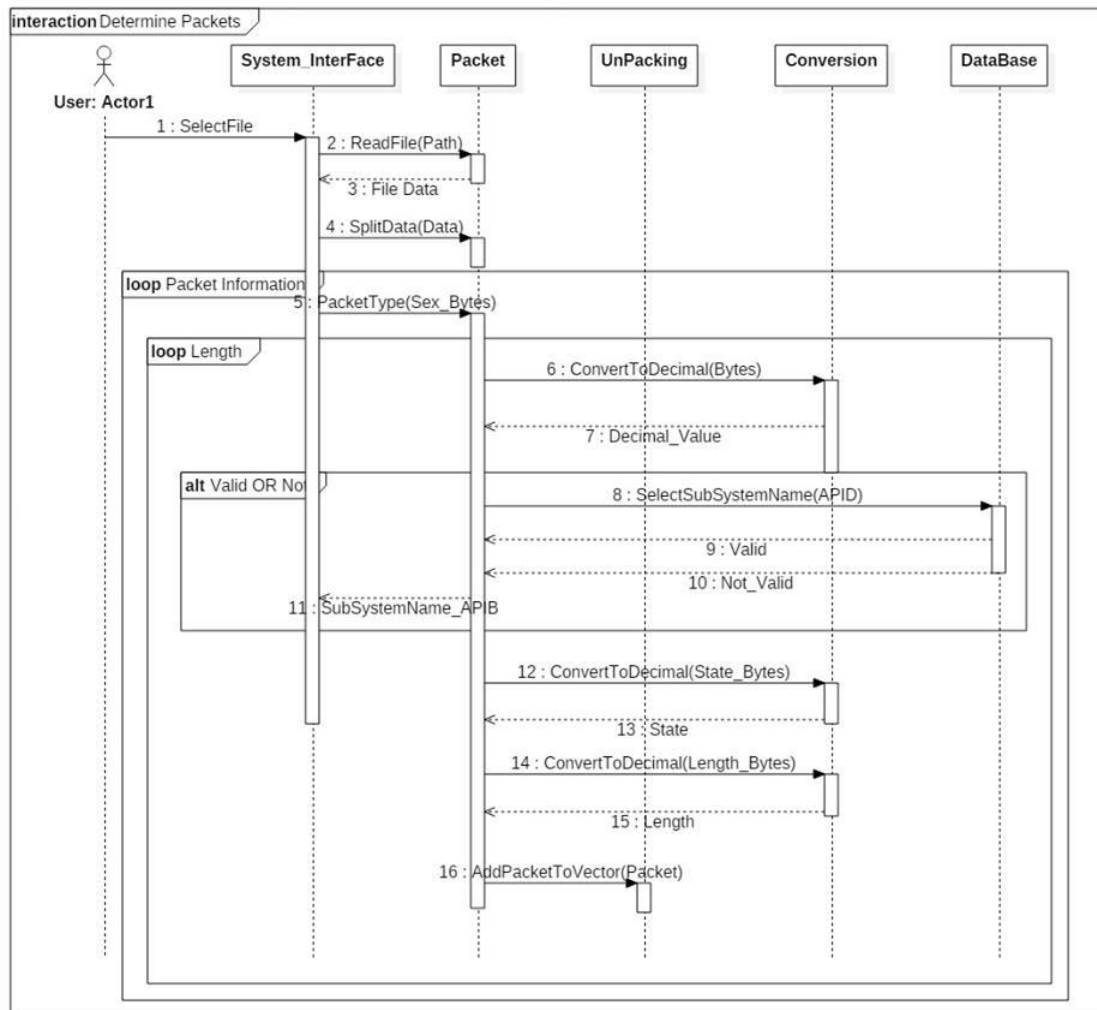 interaction Determine Packets
System_InterFace
Packet
UnPacking
Conversion
DataBase
User: Actor1
1 : SelectFile
2 : ReadFile(Path)
3 : File Data
4 : SplitData(Data)
loop Packet Information
5 : PacketType(Sex_Bytes)
loop Length
6 : ConvertToDecimal(Bytes)
7 : Decimal_Value
alt Valid OR Not
8 : SelectSubSystemName(APID)
9 : Valid
10 : Not_Valid
11 : SubSystemName_APIB
12 : ConvertToDecimal(State_Bytes)
13 : State
14 : ConvertToDecimal(Length_Bytes)
15 : Length
16 : AddPacketToVector(Packet)